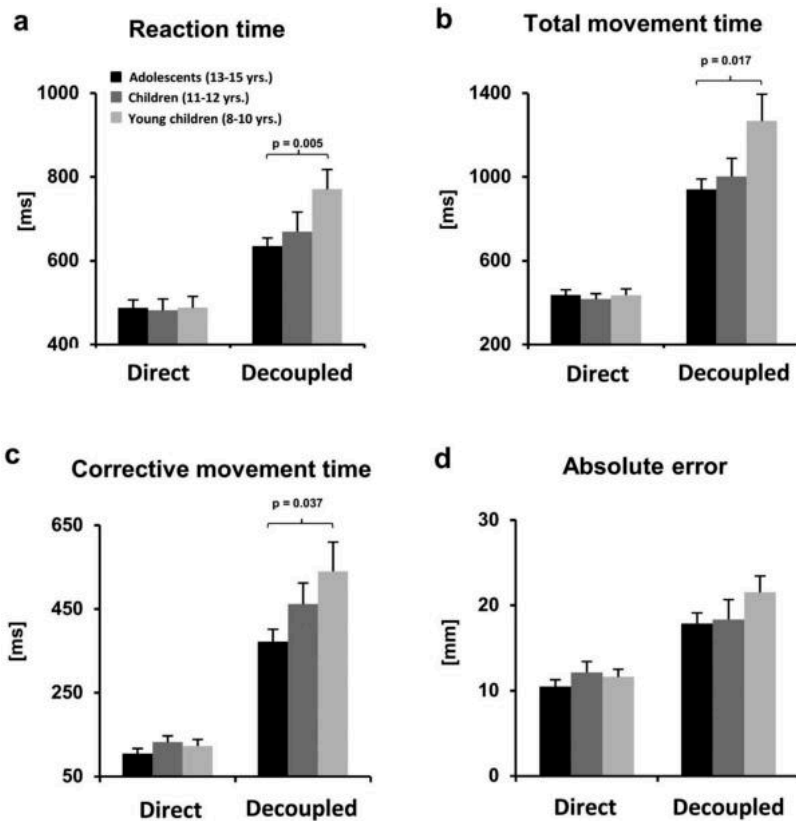 a
Reaction time
Adolescents (13-15 yrs.)
Children (11-12 yrs.)
Young children (8-10 yrs.)
p = 0.005
1000
800
600
400
[ms]
Direct
Decoupled
b
Total movement time
p = 0.017
1400
1000
600
200
[ms]
Direct
Decoupled
c
Corrective movement time
p = 0.037
650
450
250
50
[ms]
Direct
Decoupled
d
Absolute error
30
20
10
0
[mm]
Direct
Decoupled